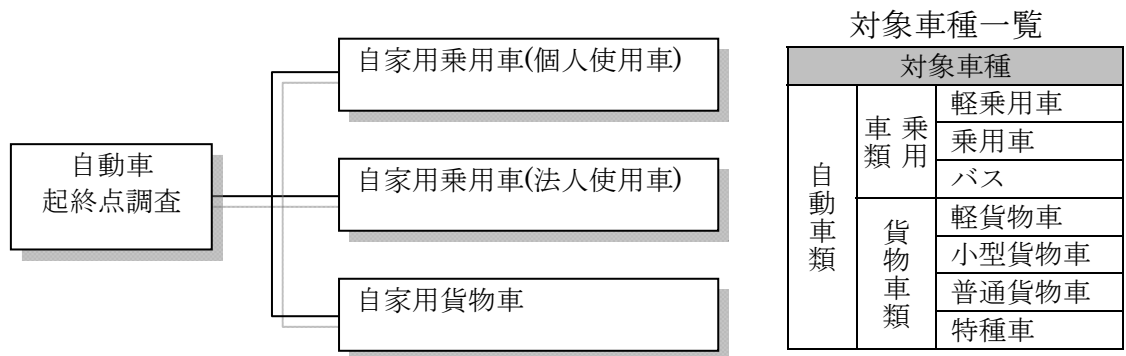 自動車
起終点調査
自家用乗用車(個人使用車)
自家用乗用車(法人使用車)
自家用貨物車
対象車種一覧
対象車種
自動車類
乗用
車類
軽乗用車
乗用車
バス
貨物車類
軽貨物車
小型貨物車
普通貨物車
特種車